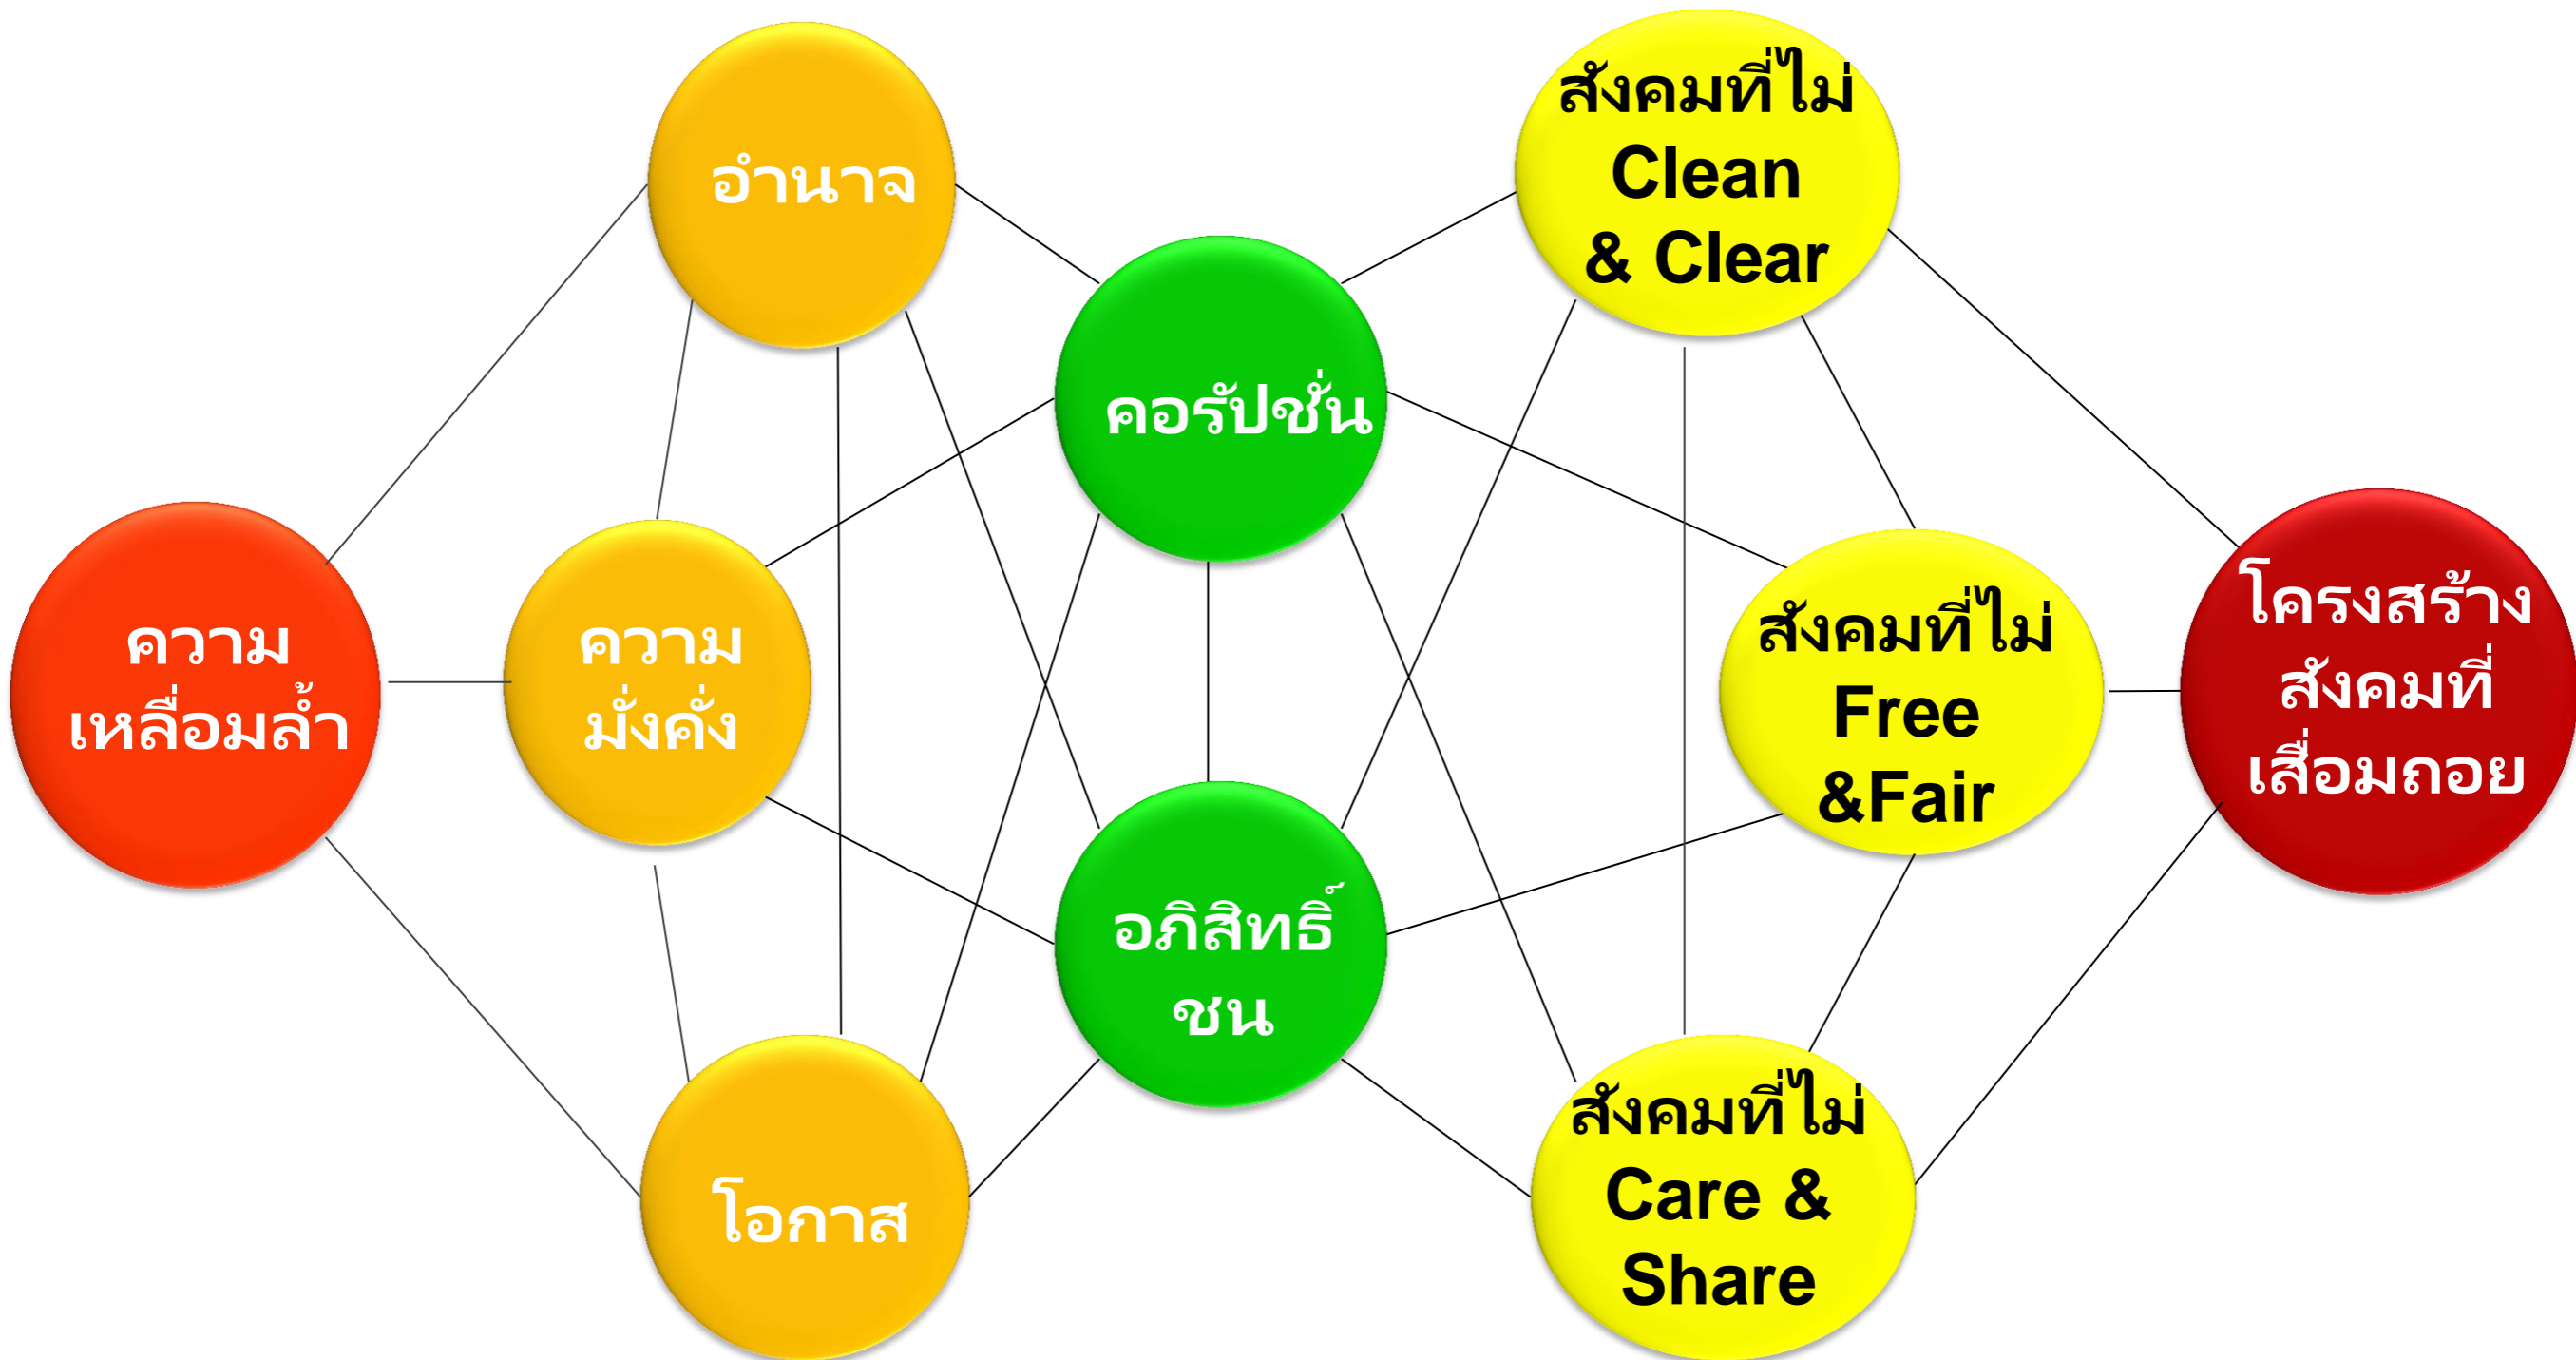 อำนาจ
สังคมที่ไม่
Clean
& Clear
คอรัปชั่น
ความ
เหลื่อมล้ำ
ความ
มั่งคั่ง
สังคมที่ไม่
Free
&Fair
โครงสร้าง
สังคมที่
เสื่อมถอย
อภิสิทธิ์
ชน
โอกาส
สังคมที่ไม่
Care &
Share